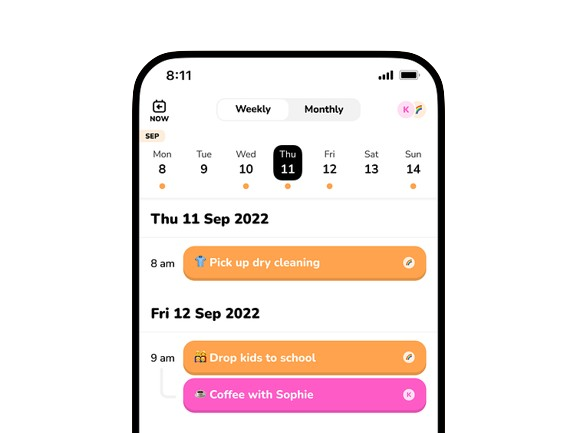 8:11
NOW
Weekly Monthly
K
SEP
Mon Tue Wed Thu Fri Sat Sun
8 9 10 11 12 13 14
Thu 11 Sep 2022
8 am Pick up dry cleaning
Fri 12 Sep 2022
9 am Drop kids to school
Coffee with Sophie K